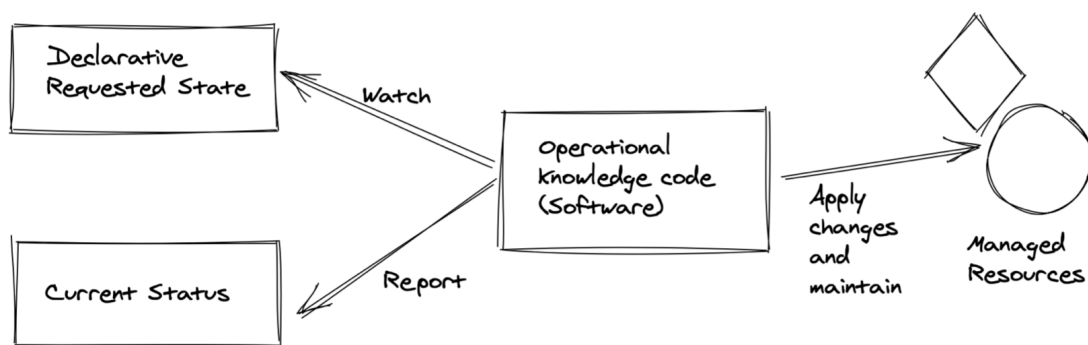 Declarative
Requested State
Watch
Operational
Knowledge code
(Software)
Apply
changes
and
maintain
Managed
Resources
Current Status
Report